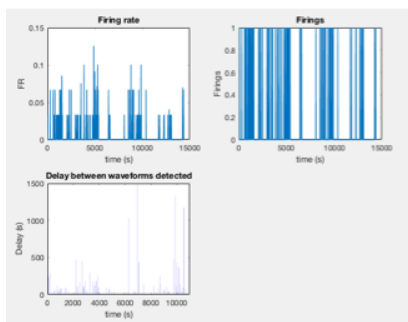 Firing rate
0.15
0.1
0.05
0
FR
0 5000 10000 15000
time (s)
Firings
1
0.8
0.6
0.4
0.2
0
Firings
0 5000 10000 15000
time (s)
Delay between waveforms detected
1500
1000
500
0
Delay (s)
0 2000 4000 6000 8000 10000
time (s)